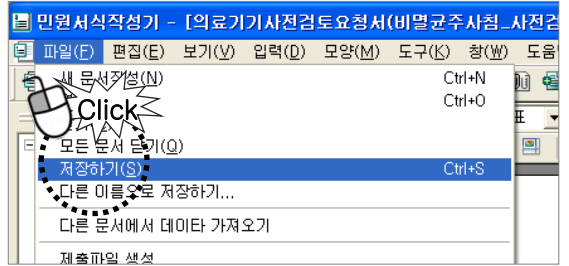 민원서식작성기 - [의료기기사전검토요청서(비멸균주사침_사전검
파일(F) 편집(E) 보기(V) 입력(D) 모양(M) 도구(K) 창(W) 도움
새 문서작성(N) Ctrl+N
Ctrl+O
Click
모든 문서 닫기(Q)
저장하기(S) Ctrl+S
다른 이름으로 저장하기...
다른 문서에서 데이타 가져오기
제출파일 생성